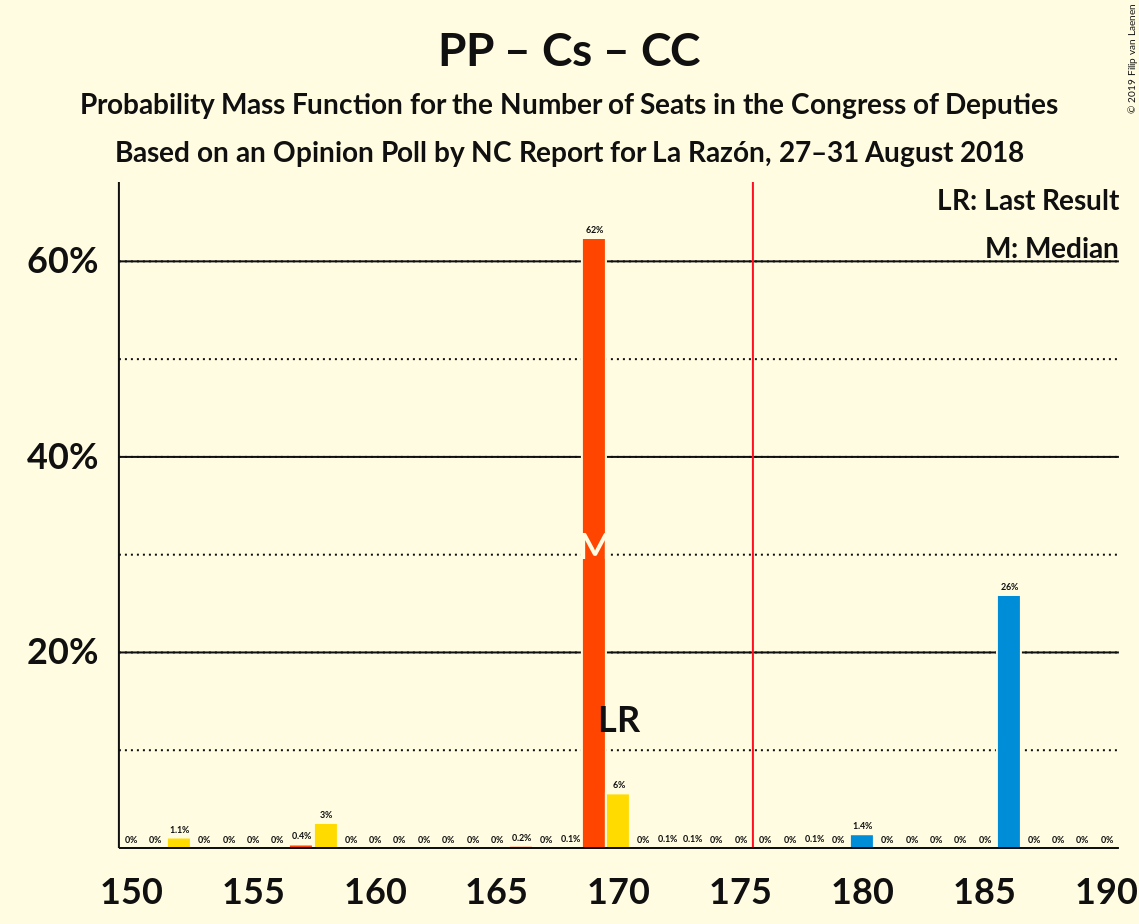 PP – Cs – CC
Probability Mass Function for the Number of Seats in the Congress of Deputies
Based on an Opinion Poll by NC Report for La Razón, 27–31 August 2018
© 2019 Filip van Laenen
LR: Last Result
M: Median
60%
40%
20%
62%
M
LR
26%
6%
0% 0% 1.1% 0% 0% 0% 0% 0.4% 3% 0% 0% 0% 0% 0% 0% 0% 0.2% 0% 0.1% 0% 0.1% 0.1% 0% 0% 0% 0% 0.1% 0% 1.4% 0% 0% 0% 0% 0% 0% 0% 0% 0%
150 155 160 165 170 175 180 185 190